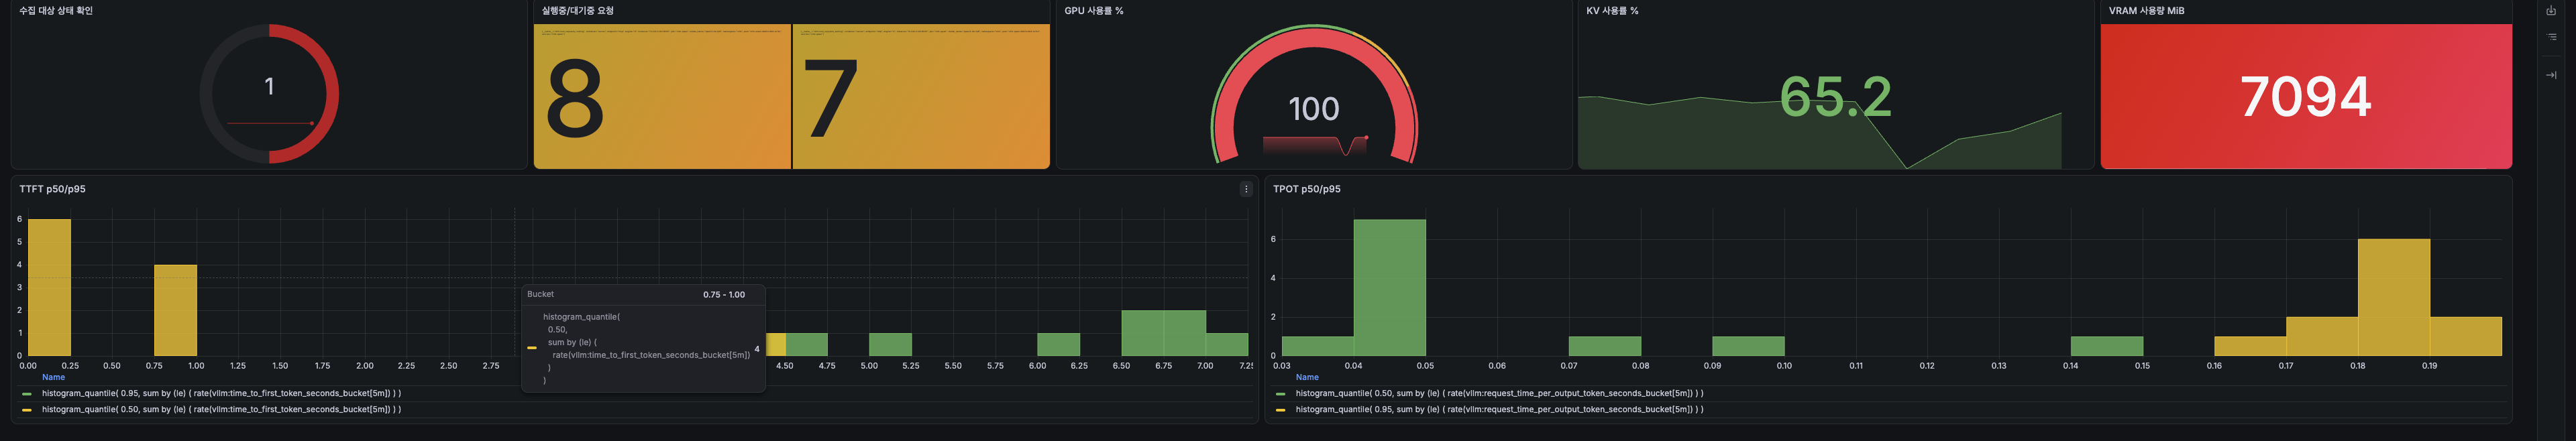 수집 대상 상태 확인
실행중/대기중 요청
GPU 사용률 %
KV 사용률 %
VRAM 사용량 MiB
1
8
7
100
65.2
7094
TTFT p50/p95
6
5
4
3
2
1
0
0.00 0.25 0.50 0.75 1.00 1.25 1.50 1.75 2.00 2.25 2.50 2.75 4.50 4.75 5.00 5.25 5.50 5.75 6.00 6.25 6.50 6.75 7.00 7.25
Bucket 0.75 - 1.00
histogram_quantile(
0.50,
sum by (le) (
rate(vllm:time_to_first_token_seconds_bucket[5m])
)
)
4
Name
histogram_quantile( 0.95, sum by (le) ( rate(vllm:time_to_first_token_seconds_bucket[5m]) ) )
histogram_quantile( 0.50, sum by (le) ( rate(vllm:time_to_first_token_seconds_bucket[5m]) ) )
TPOT p50/p95
6
4
2
0
0.03 0.04 0.05 0.06 0.07 0.08 0.09 0.10 0.11 0.12 0.13 0.14 0.15 0.16 0.17 0.18 0.19
Name
histogram_quantile( 0.50, sum by (le) ( rate(vllm:request_time_per_output_token_seconds_bucket[5m]) ) )
histogram_quantile( 0.95, sum by (le) ( rate(vllm:request_time_per_output_token_seconds_bucket[5m]) ) )